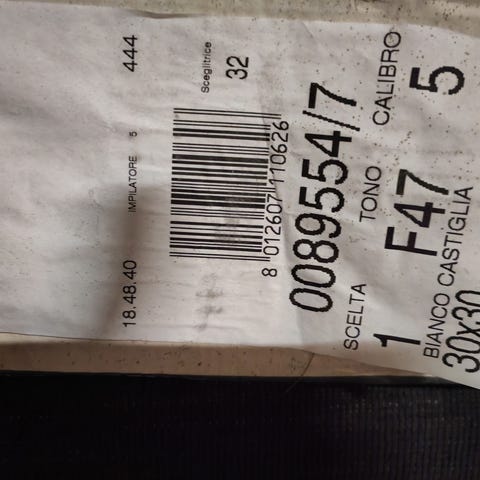 18.48.40 IMPILATORE 5 444
Sceglitrice
32
8 012607 110626
0089554/7
SCELTA TONO CALIBRO
1 F47 5
BIANCO CASTIGLIA
30x30